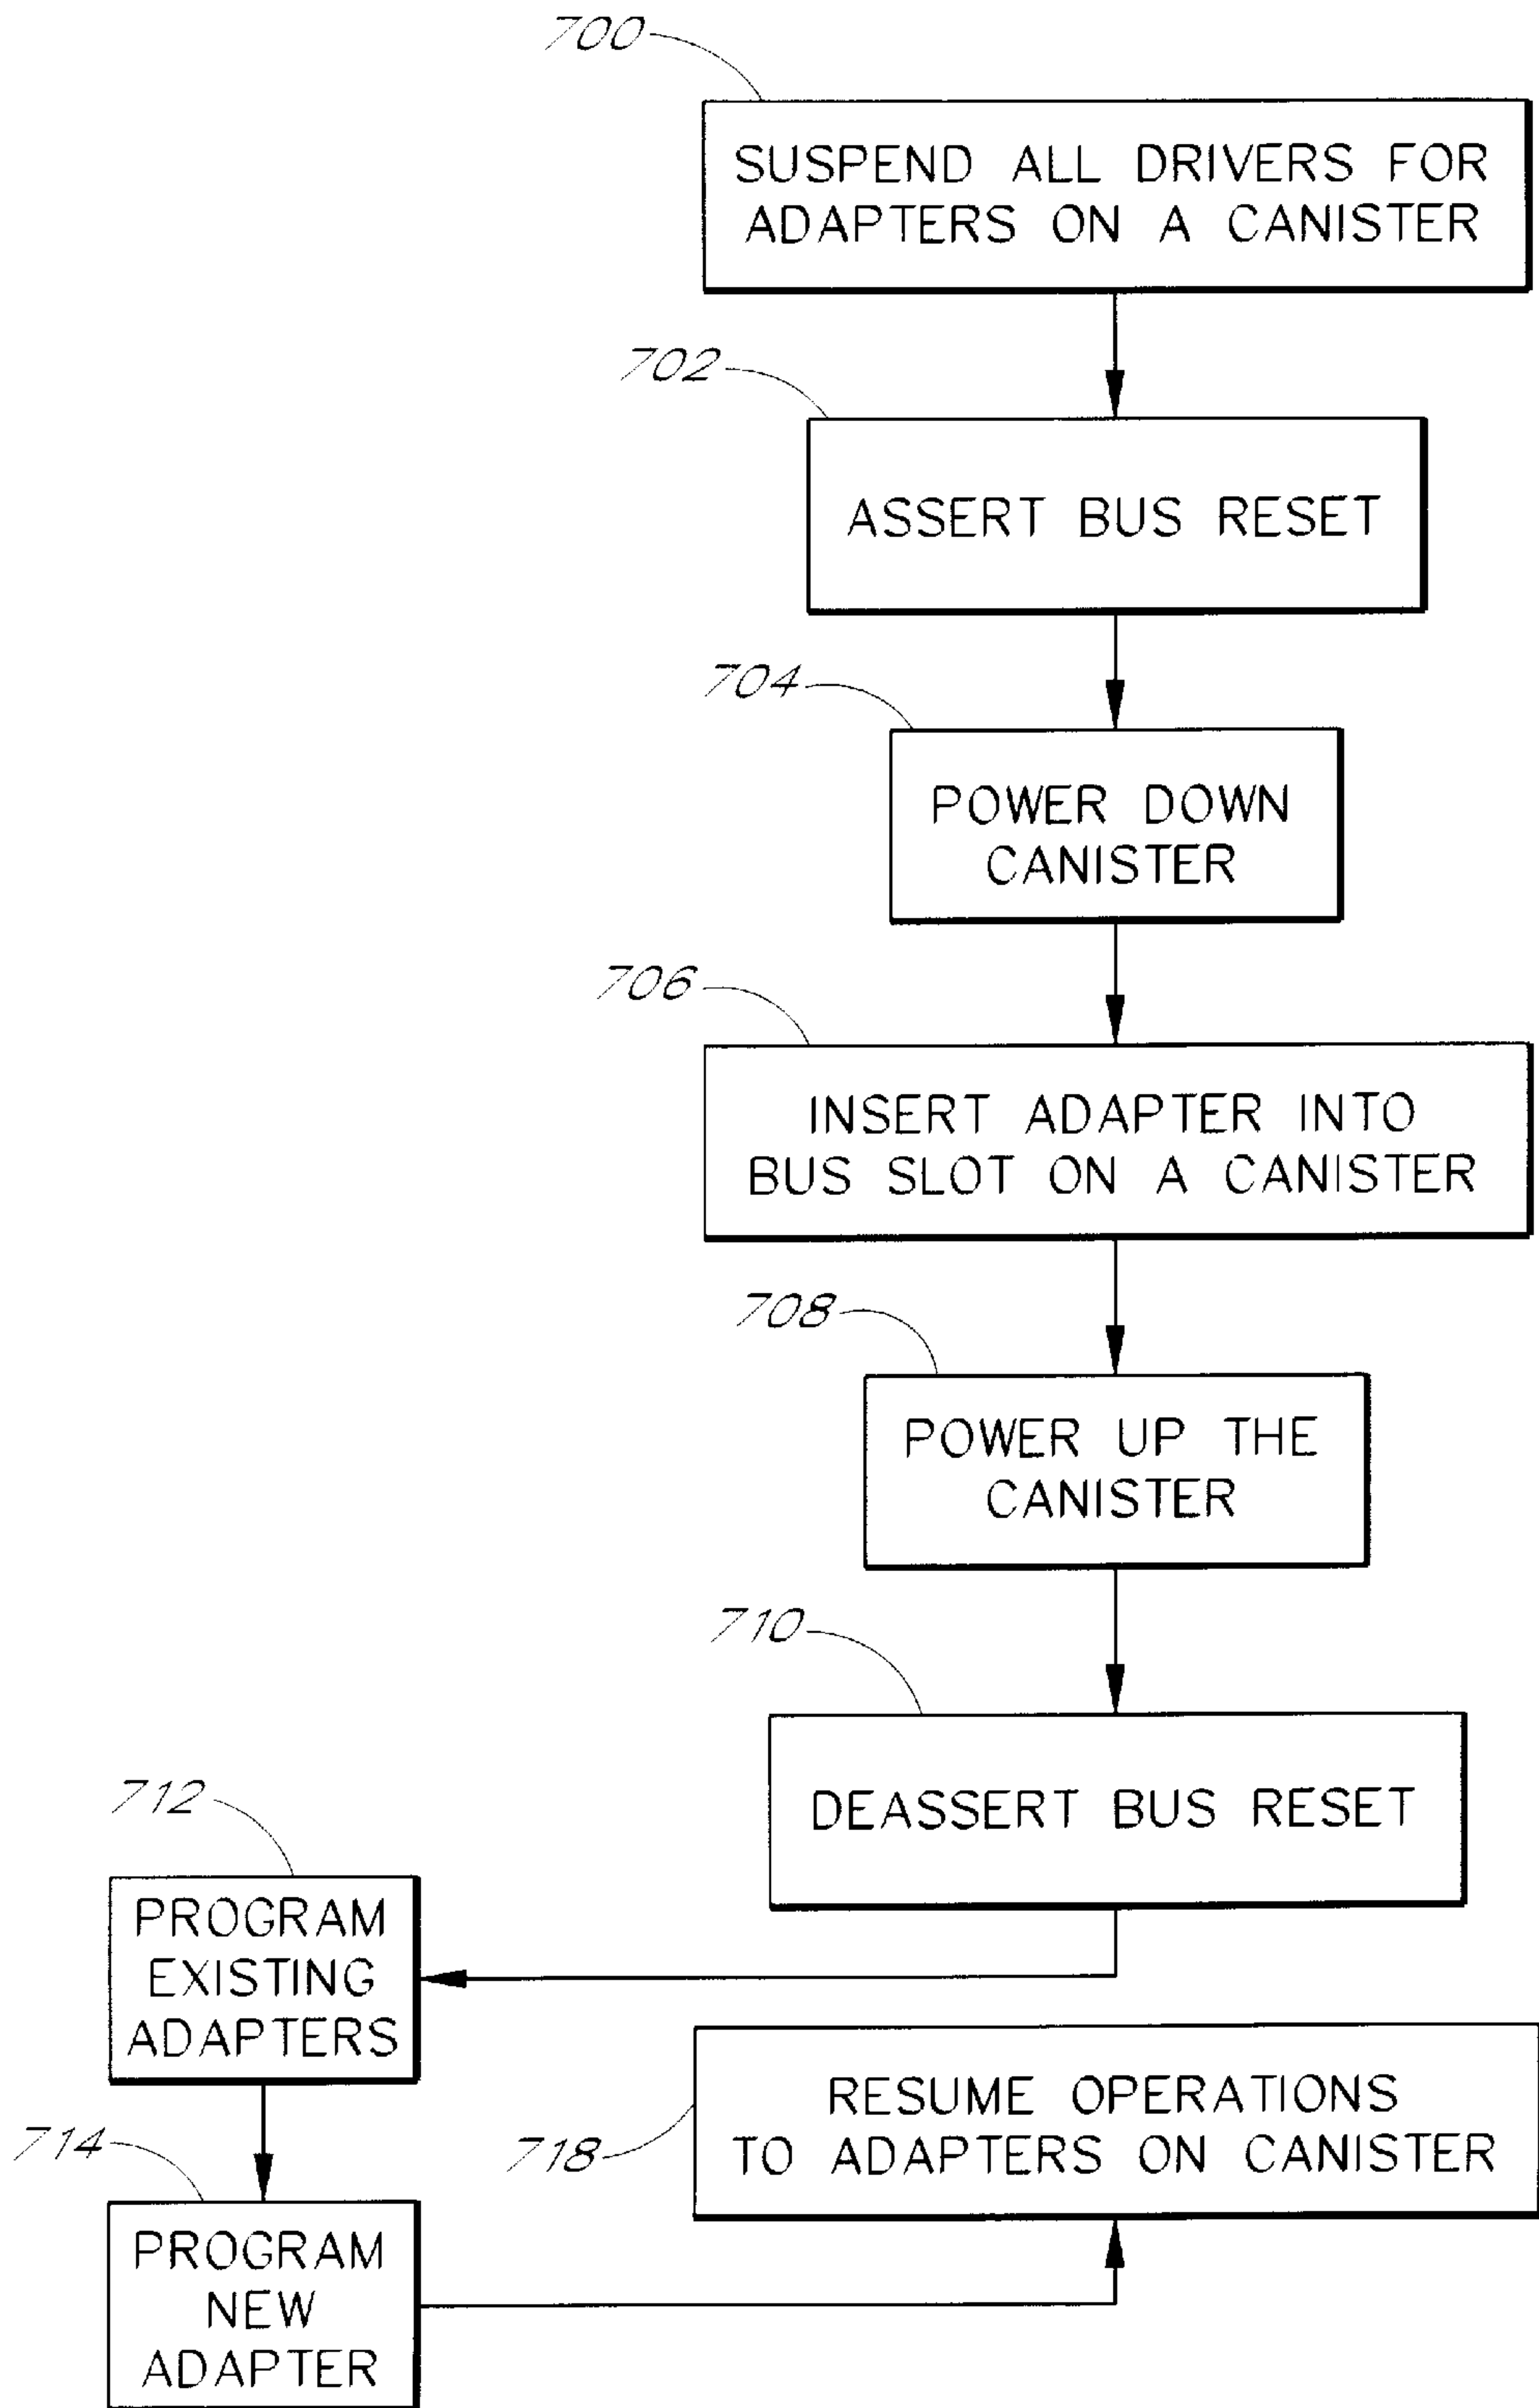 700
SUSPEND ALL DRIVERS FOR
ADAPTERS ON A CANISTER
702
ASSERT BUS RESET
704
POWER DOWN
CANISTER
706
INSERT ADAPTER INTO
BUS SLOT ON A CANISTER
708
POWER UP THE
CANISTER
710
DEASSERT BUS RESET
712
PROGRAM
EXISTING
ADAPTERS
714
PROGRAM
NEW
ADAPTER
718
RESUME OPERATIONS
TO ADAPTERS ON CANISTER